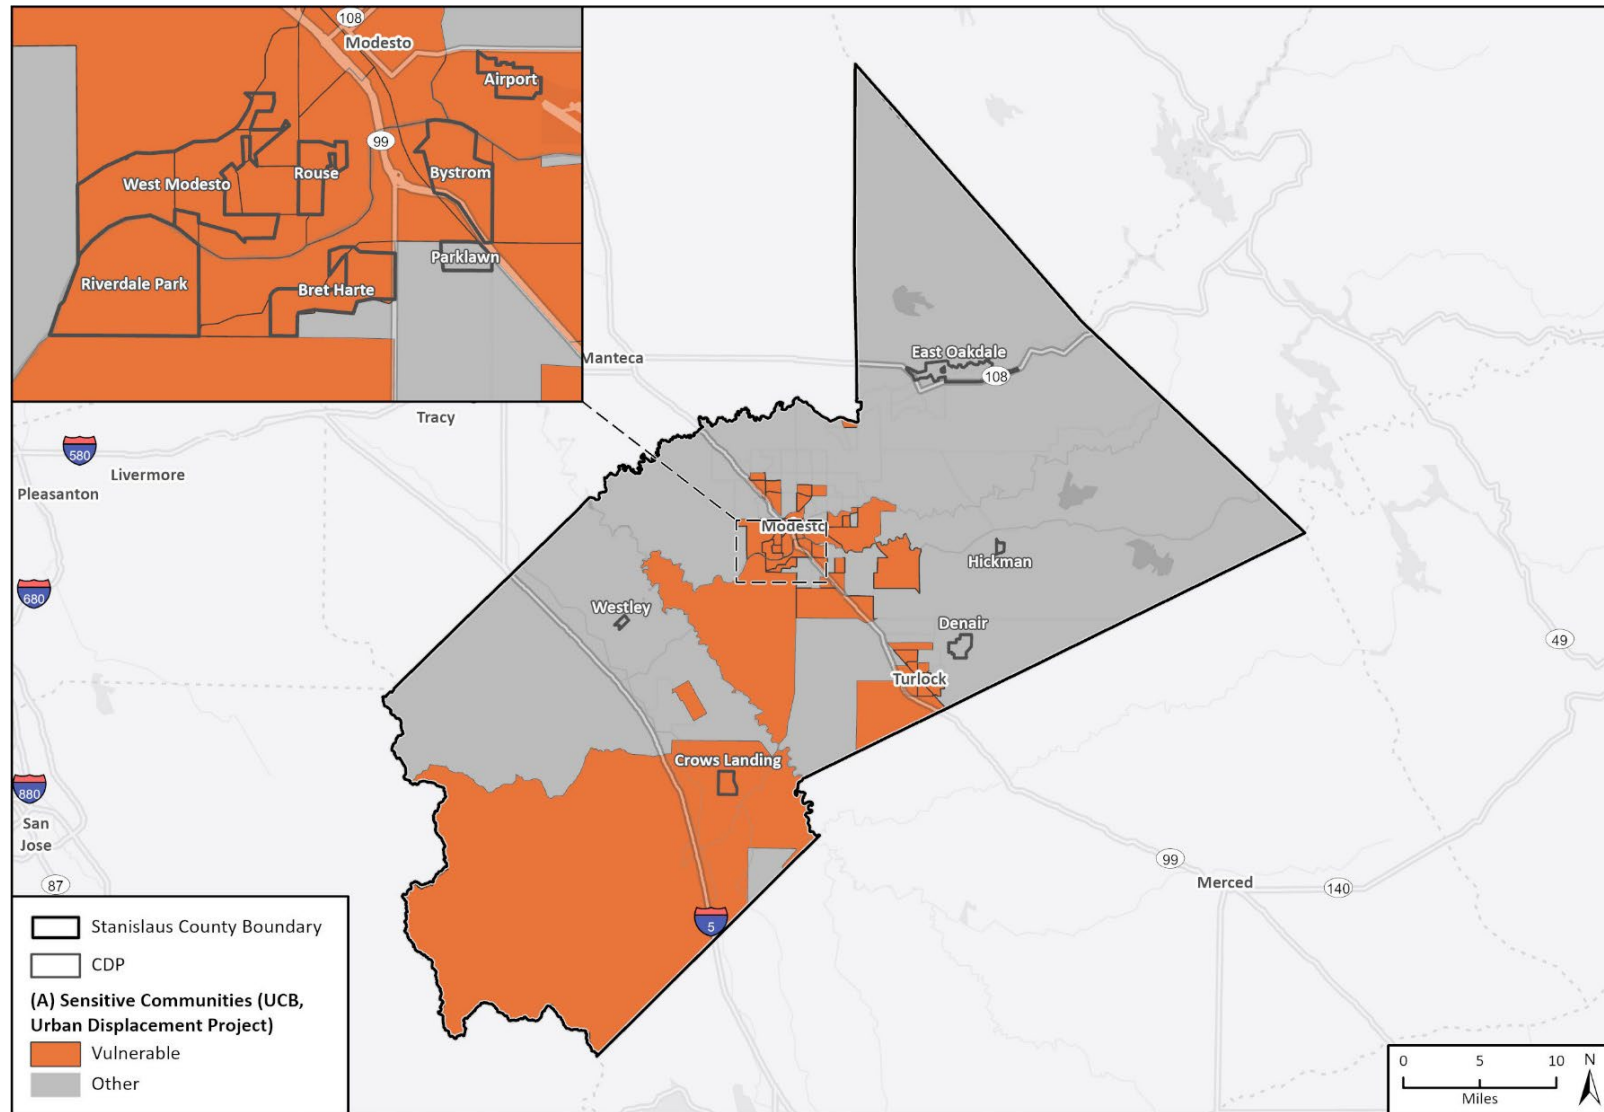 108
Modesto
Airport
99
West Modesto
Rouse
Bystrom
Parklawn
Riverdale Park
Bret Harte
Manteca
East Oakdale
108
Tracy
580
Livermore
Pleasanton
Modesto
Hickman
680
Westley
Denair
49
Turlock
Crows Landing
880
San
Jose
99
Merced
140
87
5
Stanislaus County Boundary
CDP
(A) Sensitive Communities (UCB,
Urban Displacement Project)
Vulnerable
Other
0 5 10 N
Miles